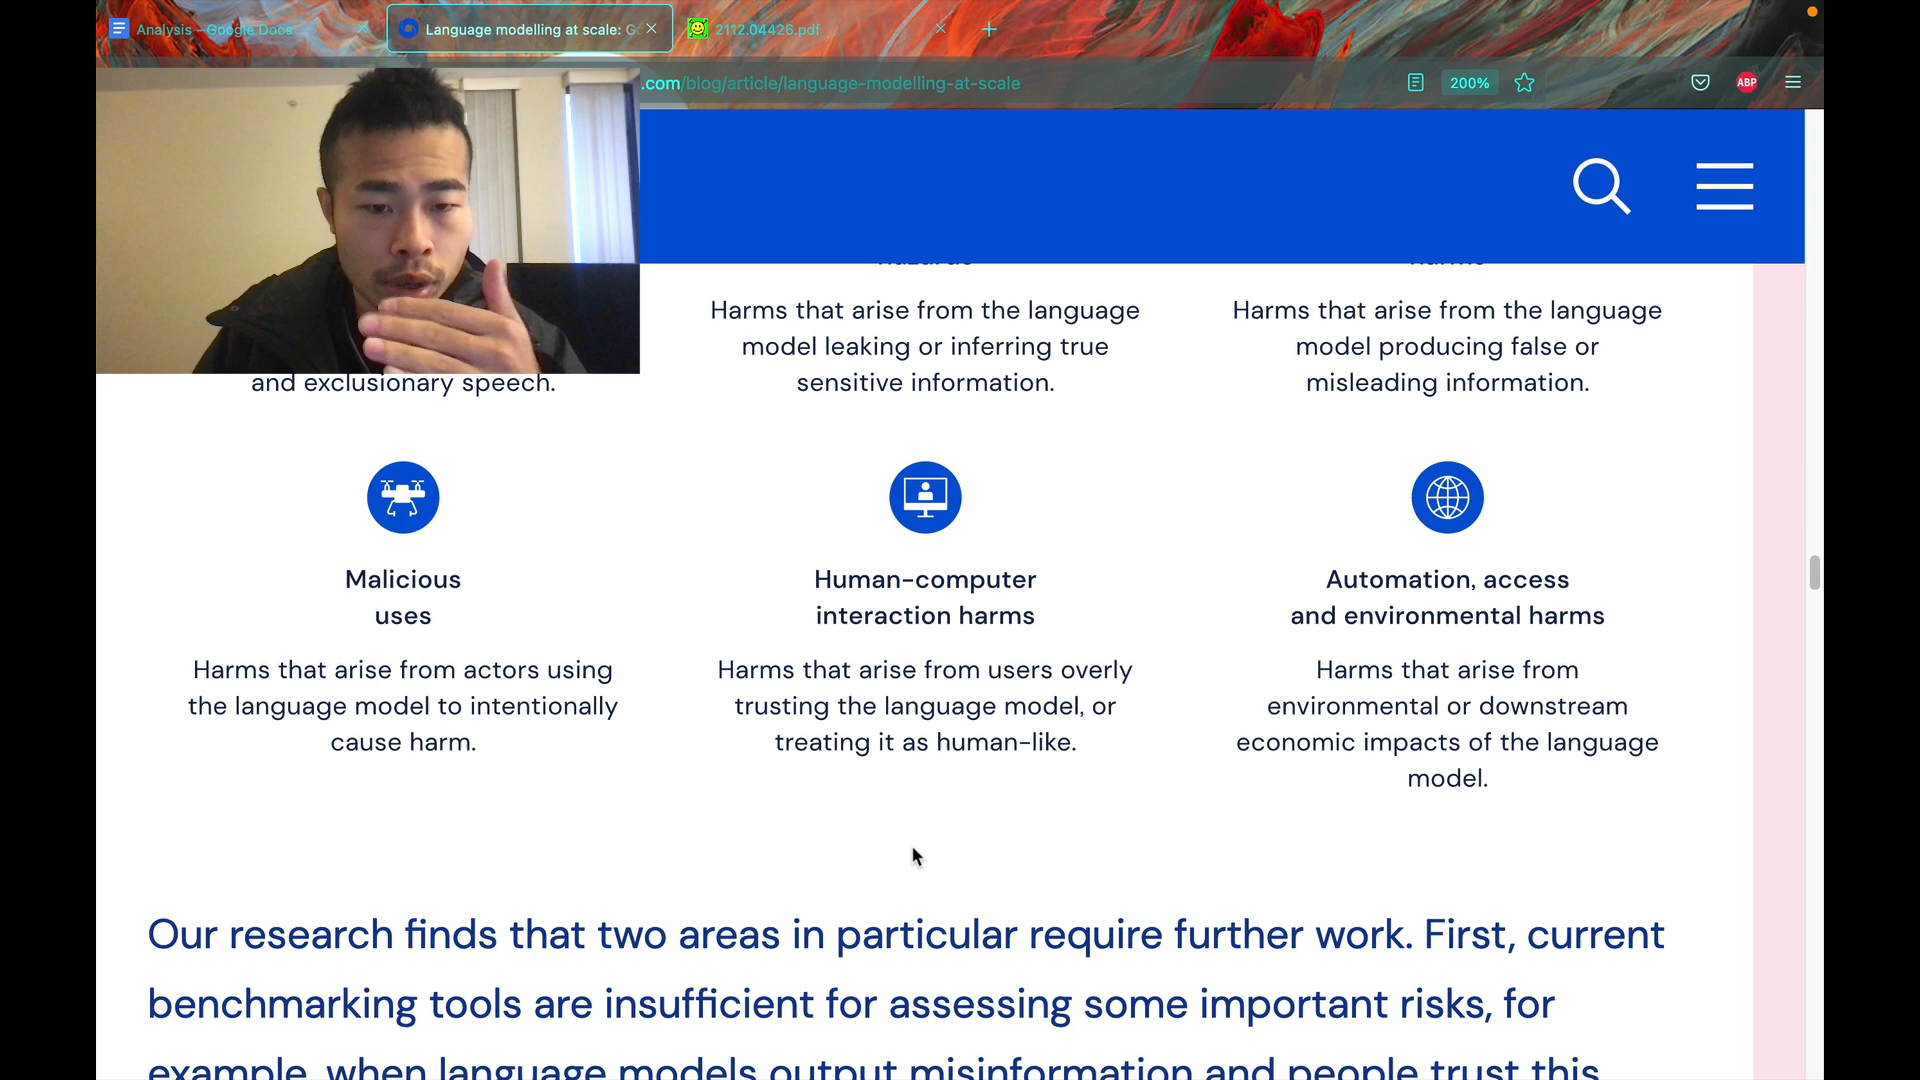 Analysis - Google Docs
Language modelling at scale: Go
2112.04426.pdf
.com/blog/article/language-modelling-at-scale
200%
ABP
Harms that arise from the language
model leaking or inferring true
sensitive information.
Harms that arise from the language
model producing false or
misleading information.
and exclusionary speech.
Malicious
uses
Harms that arise from actors using
the language model to intentionally
cause harm.
Human-computer
interaction harms
Harms that arise from users overly
trusting the language model, or
treating it as human-like.
Automation, access
and environmental harms
Harms that arise from
environmental or downstream
economic impacts of the language
model.
Our research finds that two areas in particular require further work. First, current
benchmarking tools are insufficient for assessing some important risks, for
example, when language models output misinformation and people trust this